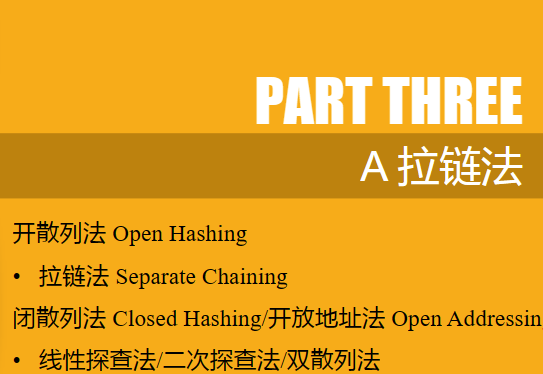 PART THREE
A 拉链法
开散列法 Open Hashing
• 拉链法 Separate Chaining
闭散列法 Closed Hashing/开放地址法 Open Addressin
• 线性探查法/二次探查法/双散列法